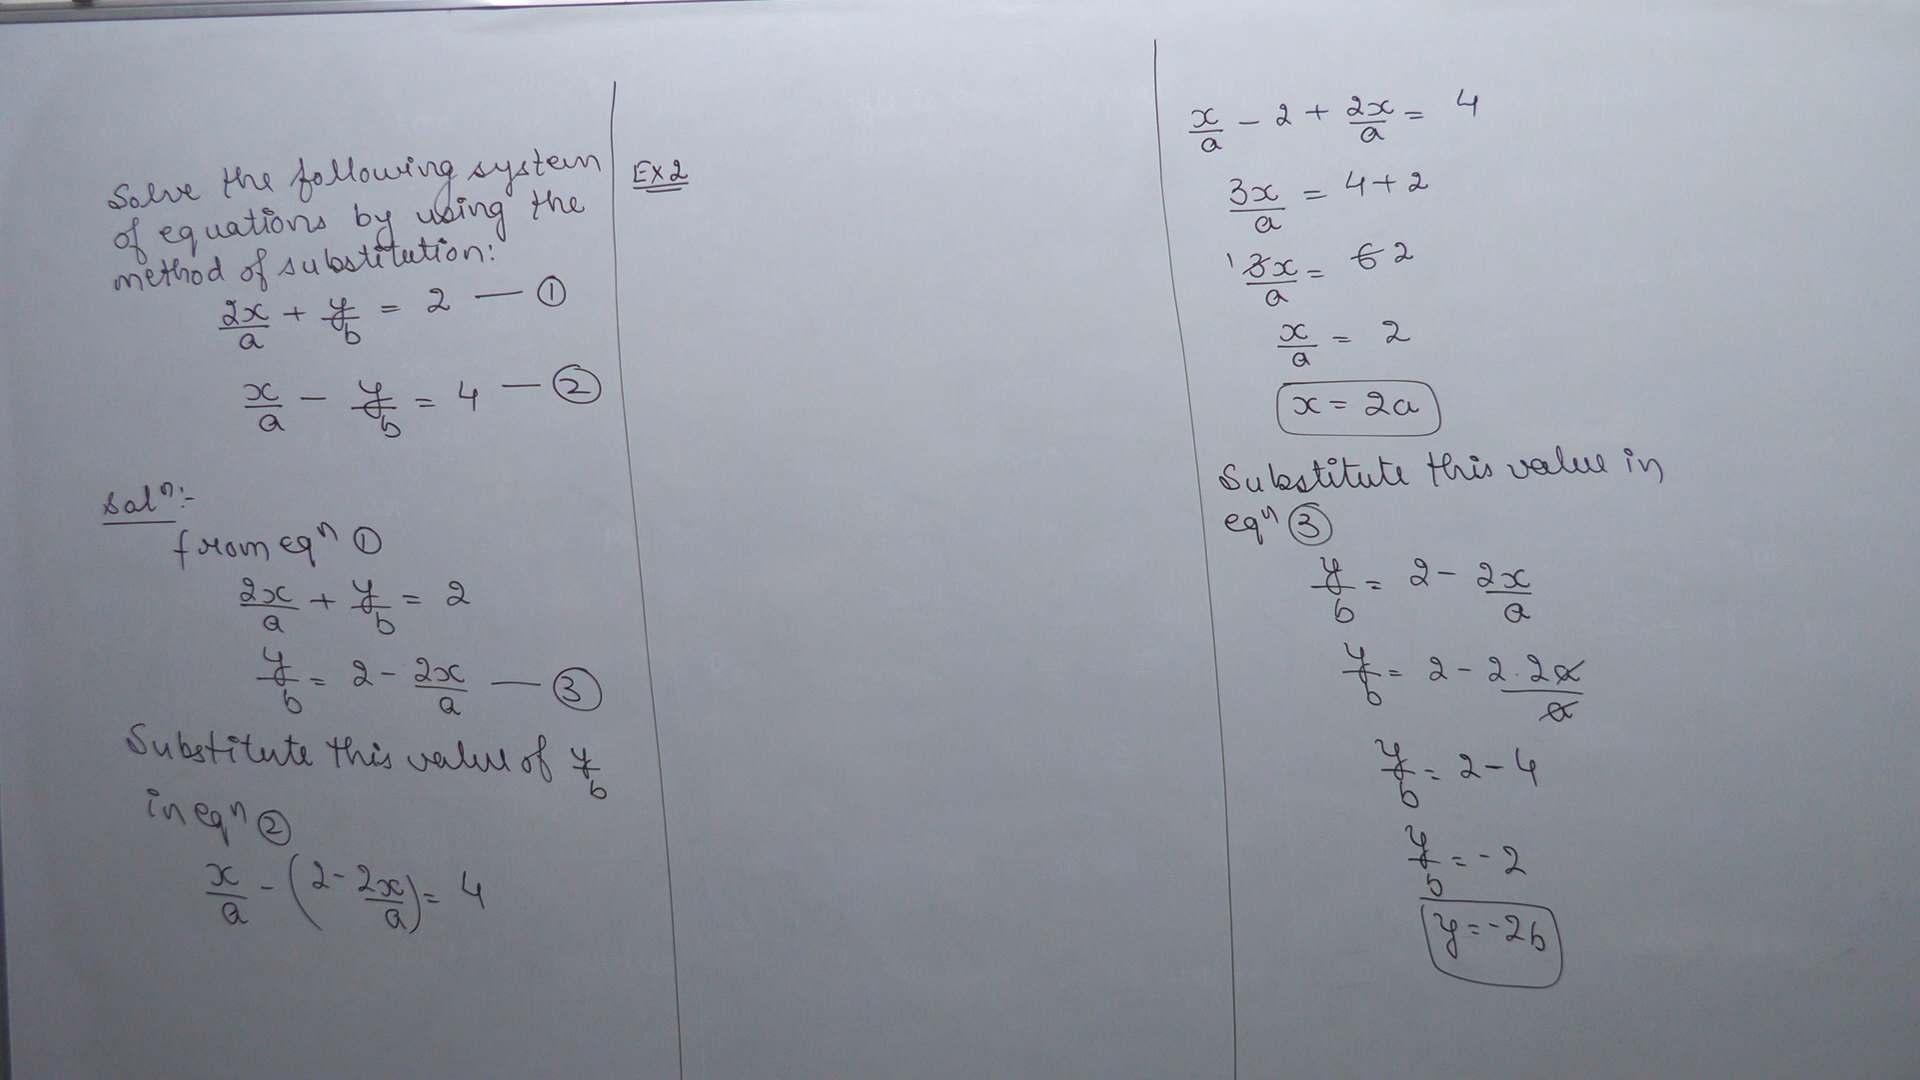 Solve the following system
of equations by using the
method of substitution:
2x/a + y/b = 2 — ①
x/a - y/b = 4 — ②
Solⁿ:-
from eqⁿ ①
2x/a + y/b = 2
y/b = 2 - 2x/a — ③
Substitute this value of y/b
in eqⁿ ②
x/a - (2 - 2x/a) = 4
EX2
x/a - 2 + 2x/a = 4
3x/a = 4+2
1 3x/a = 6 2
x/a = 2
x = 2a
Substitute this value in
eqⁿ ③
y/b = 2 - 2x/a
y/b = 2 - 2.2a/a
y/b = 2 - 4
y/b = -2
y = -2b